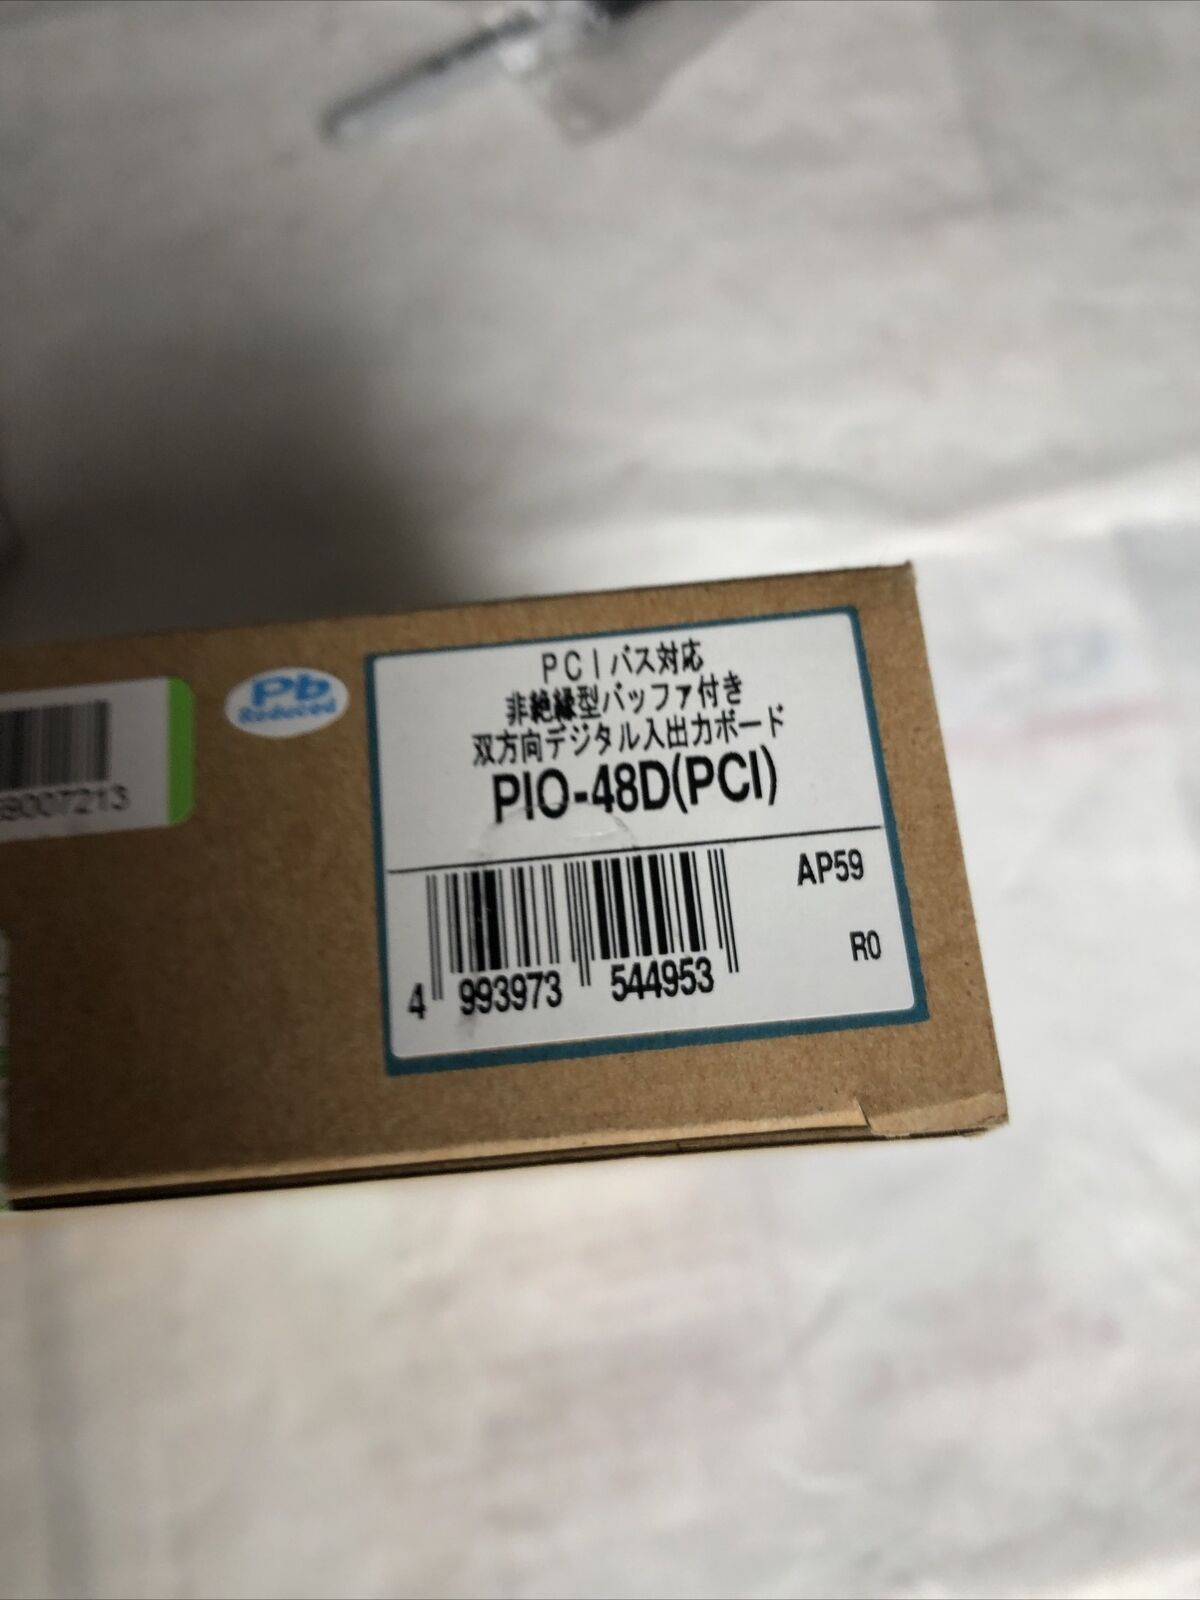 PCIバス対応
非絶縁型バッファ付き
双方向デジタル入出力ボード
PIO-48D(PCI)
AP59
R0
4 993973 544953
Pb
Reduced
9007213